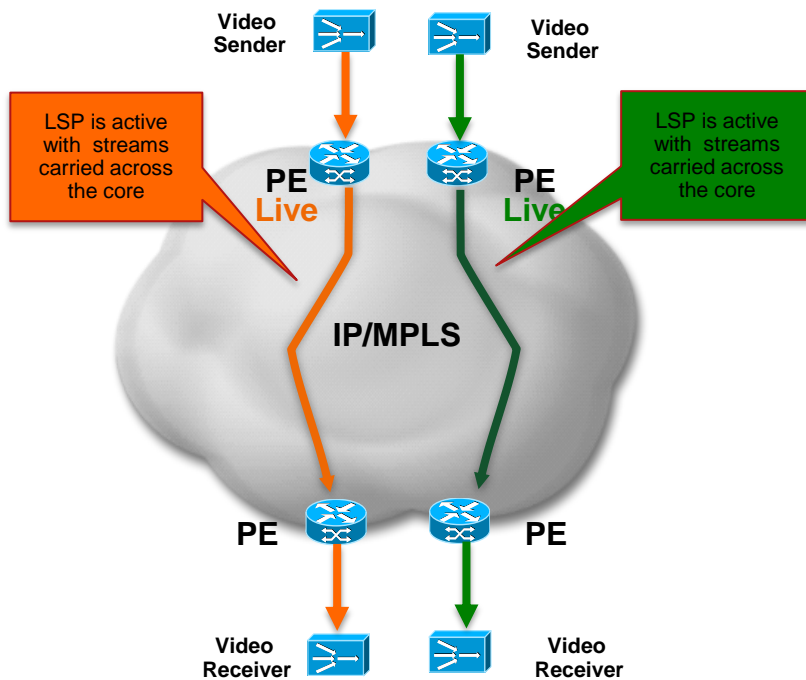 Video
Sender
Video
Sender
LSP is active
with streams
carried across
the core
LSP is active
with streams
carried across
the core
PE
Live
PE
Live
IP/MPLS
PE
PE
Video
Receiver
Video
Receiver